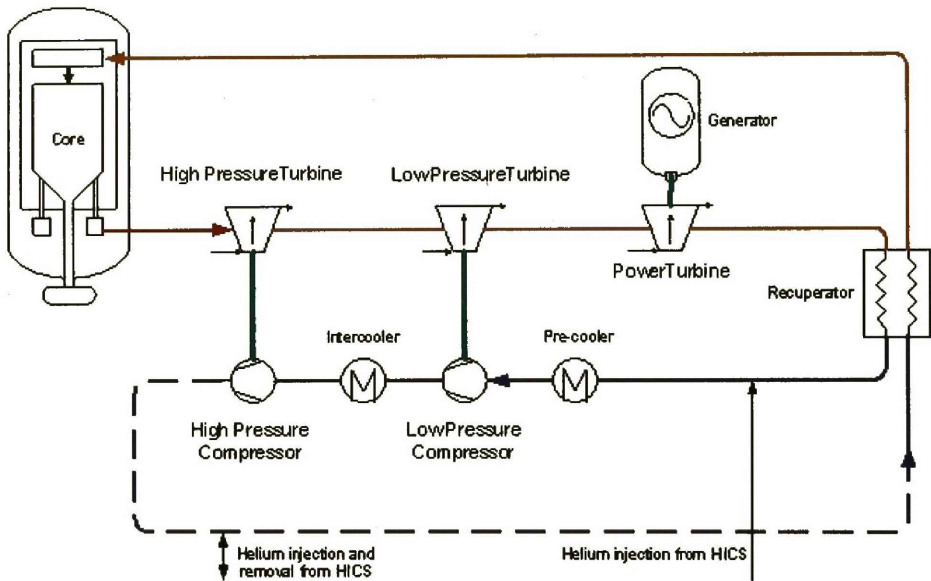 Core
Generator
High PressureTurbine
LowPressureTurbine
PowerTurbine
Recuperator
Intercooler
Pre-cooler
High Pressure
Compressor
LowPressure
Compressor
Helium injection and
removal from HICS
Helium injection from HICS